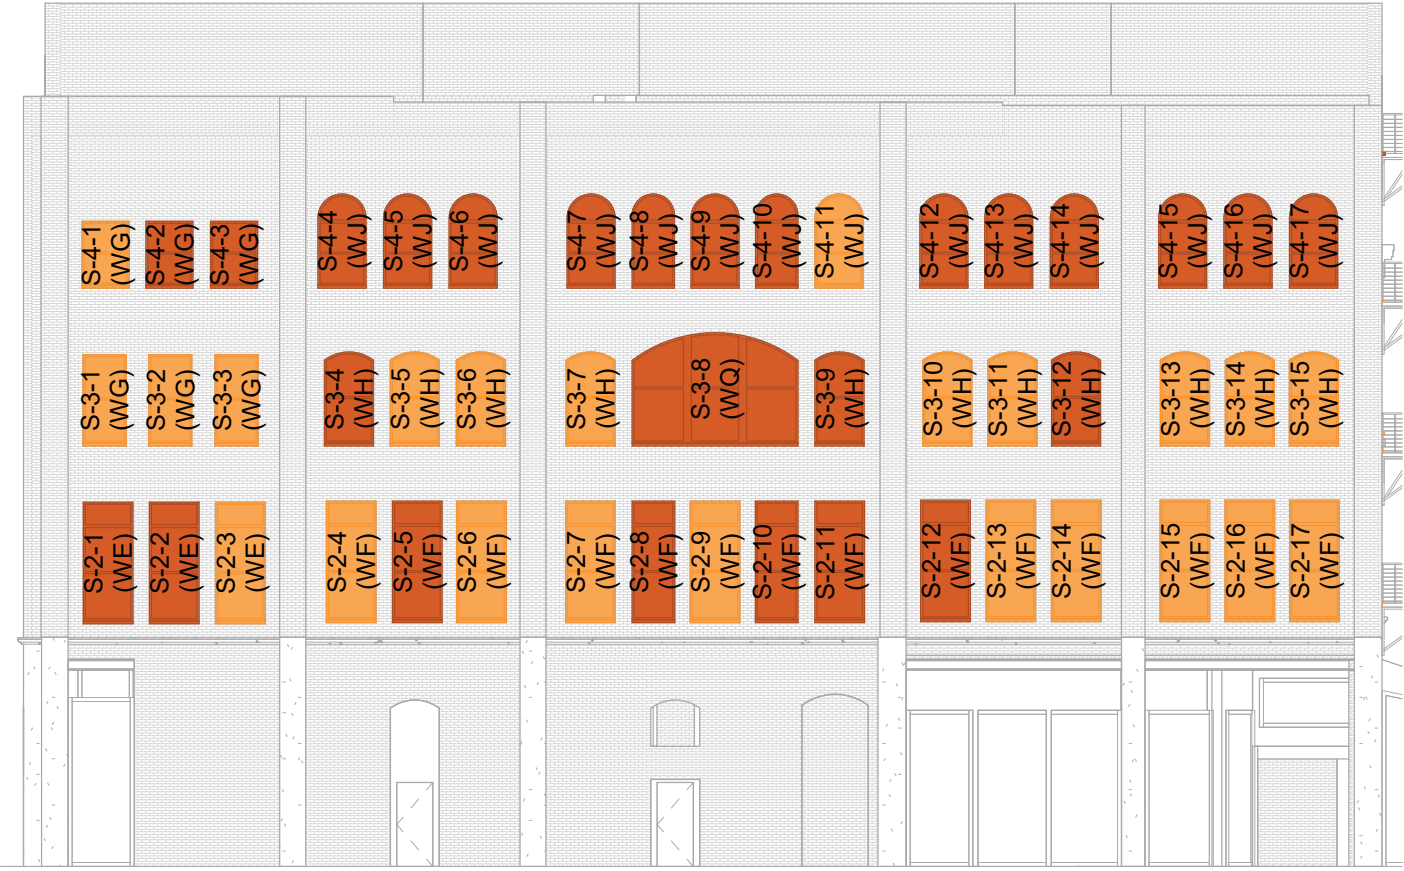 S-4-1
(WG)
S-4-2
(WG)
S-4-3
(WG)
S-4-4
(WJ)
S-4-5
(WJ)
S-4-6
(WJ)
S-4-7
(WJ)
S-4-8
(WJ)
S-4-9
(WJ)
S-4-10
(WJ)
S-4-11
(WJ)
S-4-12
(WJ)
S-4-13
(WJ)
S-4-14
(WJ)
S-4-15
(WJ)
S-4-16
(WJ)
S-4-17
(WJ)
S-3-1
(WG)
S-3-2
(WG)
S-3-3
(WG)
S-3-4
(WH)
S-3-5
(WH)
S-3-6
(WH)
S-3-7
(WH)
S-3-8
(WQ)
S-3-9
(WH)
S-3-10
(WH)
S-3-11
(WH)
S-3-12
(WH)
S-3-13
(WH)
S-3-14
(WH)
S-3-15
(WH)
S-2-1
(WE)
S-2-2
(WE)
S-2-3
(WE)
S-2-4
(WF)
S-2-5
(WF)
S-2-6
(WF)
S-2-7
(WF)
S-2-8
(WF)
S-2-9
(WF)
S-2-10
(WF)
S-2-11
(WF)
S-2-12
(WF)
S-2-13
(WF)
S-2-14
(WF)
S-2-15
(WF)
S-2-16
(WF)
S-2-17
(WF)